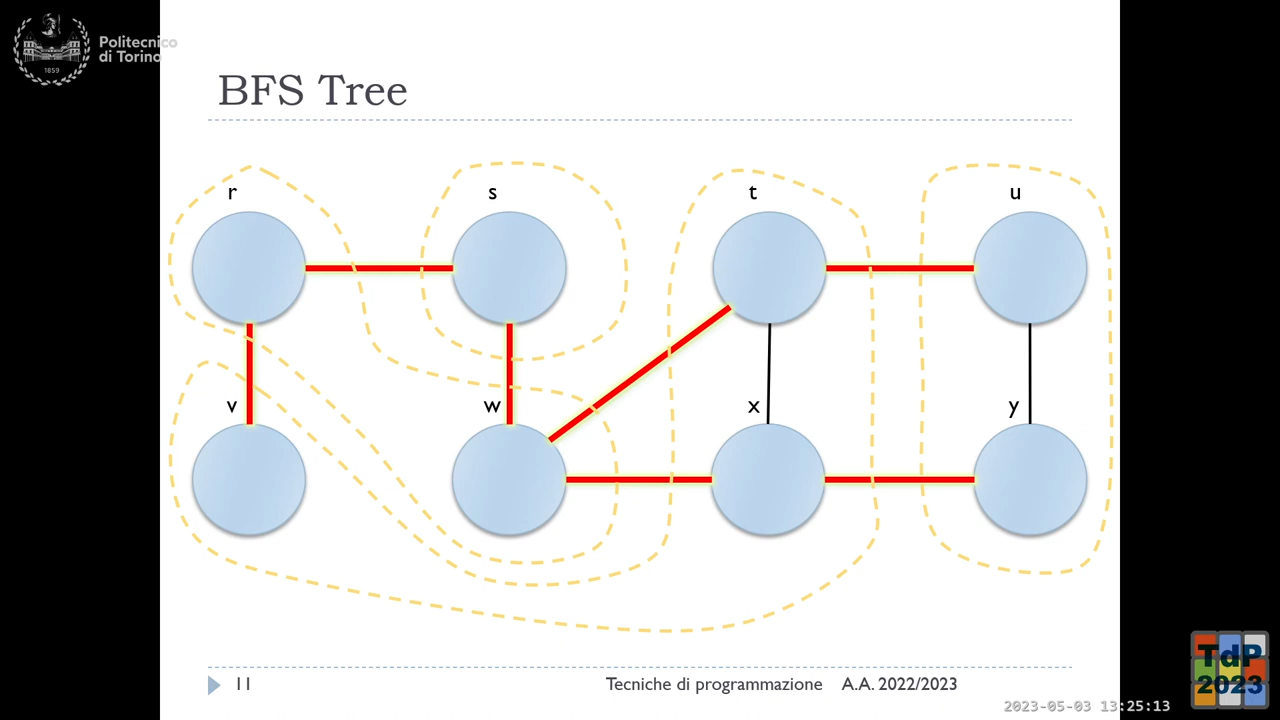 Politecnico
di Torino
1859
BFS Tree
r s t u
v w x y
11 Tecniche di programmazione A.A. 2022/2023
TdP
2023
2023-05-03 13:25:13